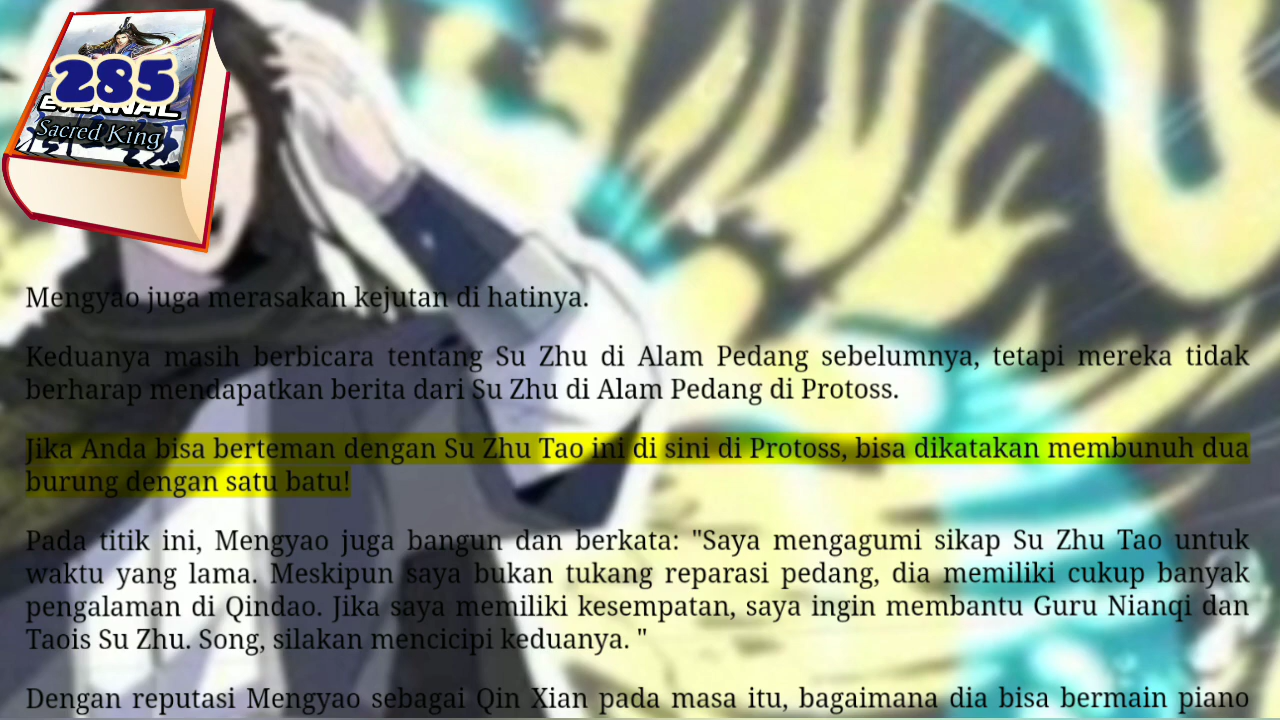 285
ETERNAL
Sacred King
Mengyao juga merasakan kejutan di hatinya.
Keduanya masih berbicara tentang Su Zhu di Alam Pedang sebelumnya, tetapi mereka tidak
berharap mendapatkan berita dari Su Zhu di Alam Pedang di Protoss.
Jika Anda bisa berteman dengan Su Zhu Tao ini di sini di Protoss, bisa dikatakan membunuh dua
burung dengan satu batu!
Pada titik ini, Mengyao juga bangun dan berkata: "Saya mengagumi sikap Su Zhu Tao untuk
waktu yang lama. Meskipun saya bukan tukang reparasi pedang, dia memiliki cukup banyak
pengalaman di Qindao. Jika saya memiliki kesempatan, saya ingin membantu Guru Nianqi dan
Taois Su Zhu. Song, silakan mencicipi keduanya. "
Dengan reputasi Mengyao sebagai Qin Xian pada masa itu, bagaimana dia bisa bermain piano